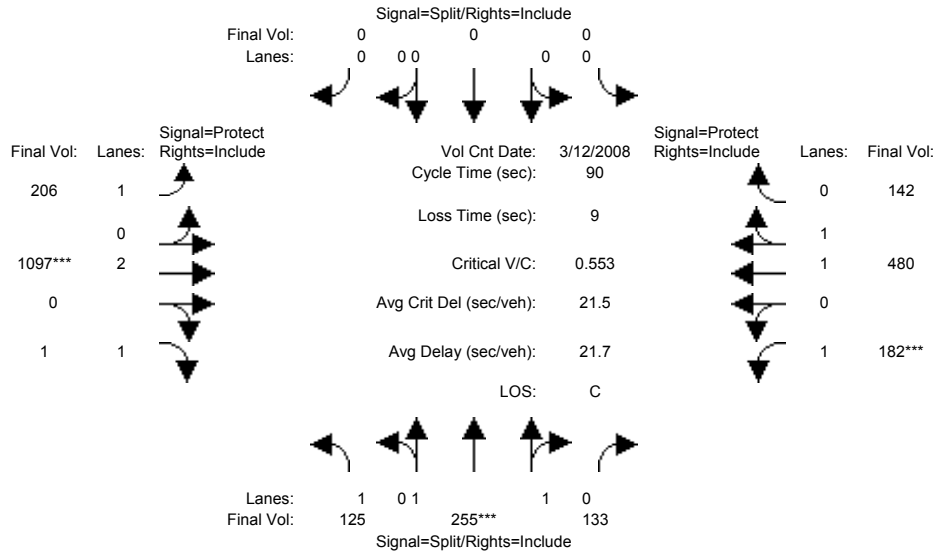 Signal=Split/Rights=Include
Final Vol: 0 0 0
Lanes: 0 0 0 0 0
Signal=Protect Signal=Protect
Final Vol: Lanes: Rights=Include Vol Cnt Date: 3/12/2008 Rights=Include Lanes: Final Vol:
Cycle Time (sec): 90
206 1 0 142
Loss Time (sec): 9
0 1
1097*** 2 Critical V/C: 0.553 1 480
0 Avg Crit Del (sec/veh): 21.5 0
1 1 Avg Delay (sec/veh): 21.7 1 182***
LOS: C
Lanes: 1 0 1 1 0
Final Vol: 125 255*** 133
Signal=Split/Rights=Include